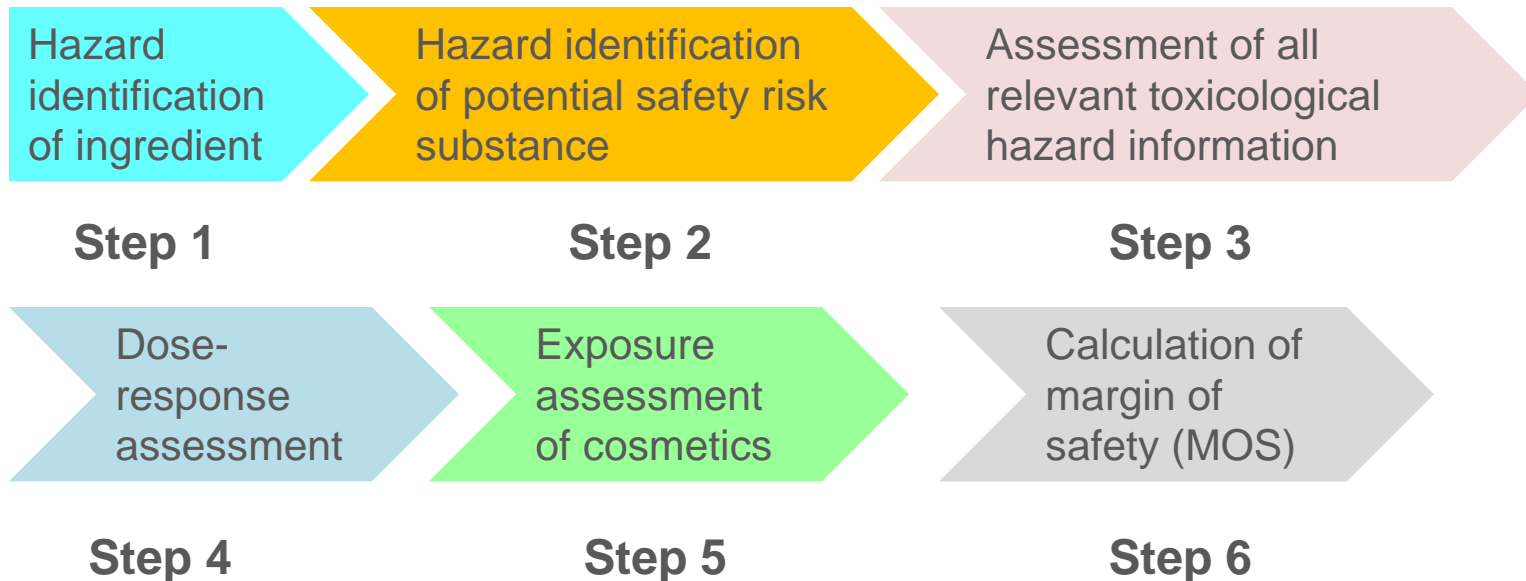 Hazard
identification
of ingredient
Hazard identification
of potential safety risk
substance
Assessment of all
relevant toxicological
hazard information
Step 1
Step 2
Step 3
Dose-
response
assessment
Exposure
assessment
of cosmetics
Calculation of
margin of
safety (MOS)
Step 4
Step 5
Step 6